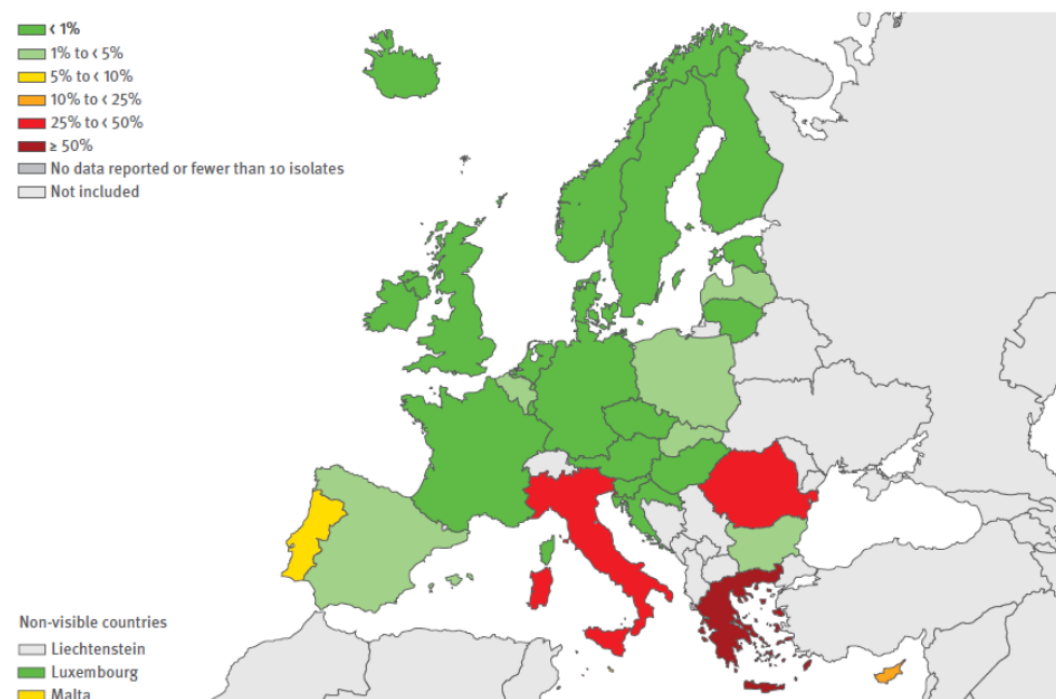 < 1%
1% to < 5%
5% to < 10%
10% to < 25%
25% to < 50%
≥ 50%
No data reported or fewer than 10 isolates
Not included
Non-visible countries
Liechtenstein
Luxembourg
Malta